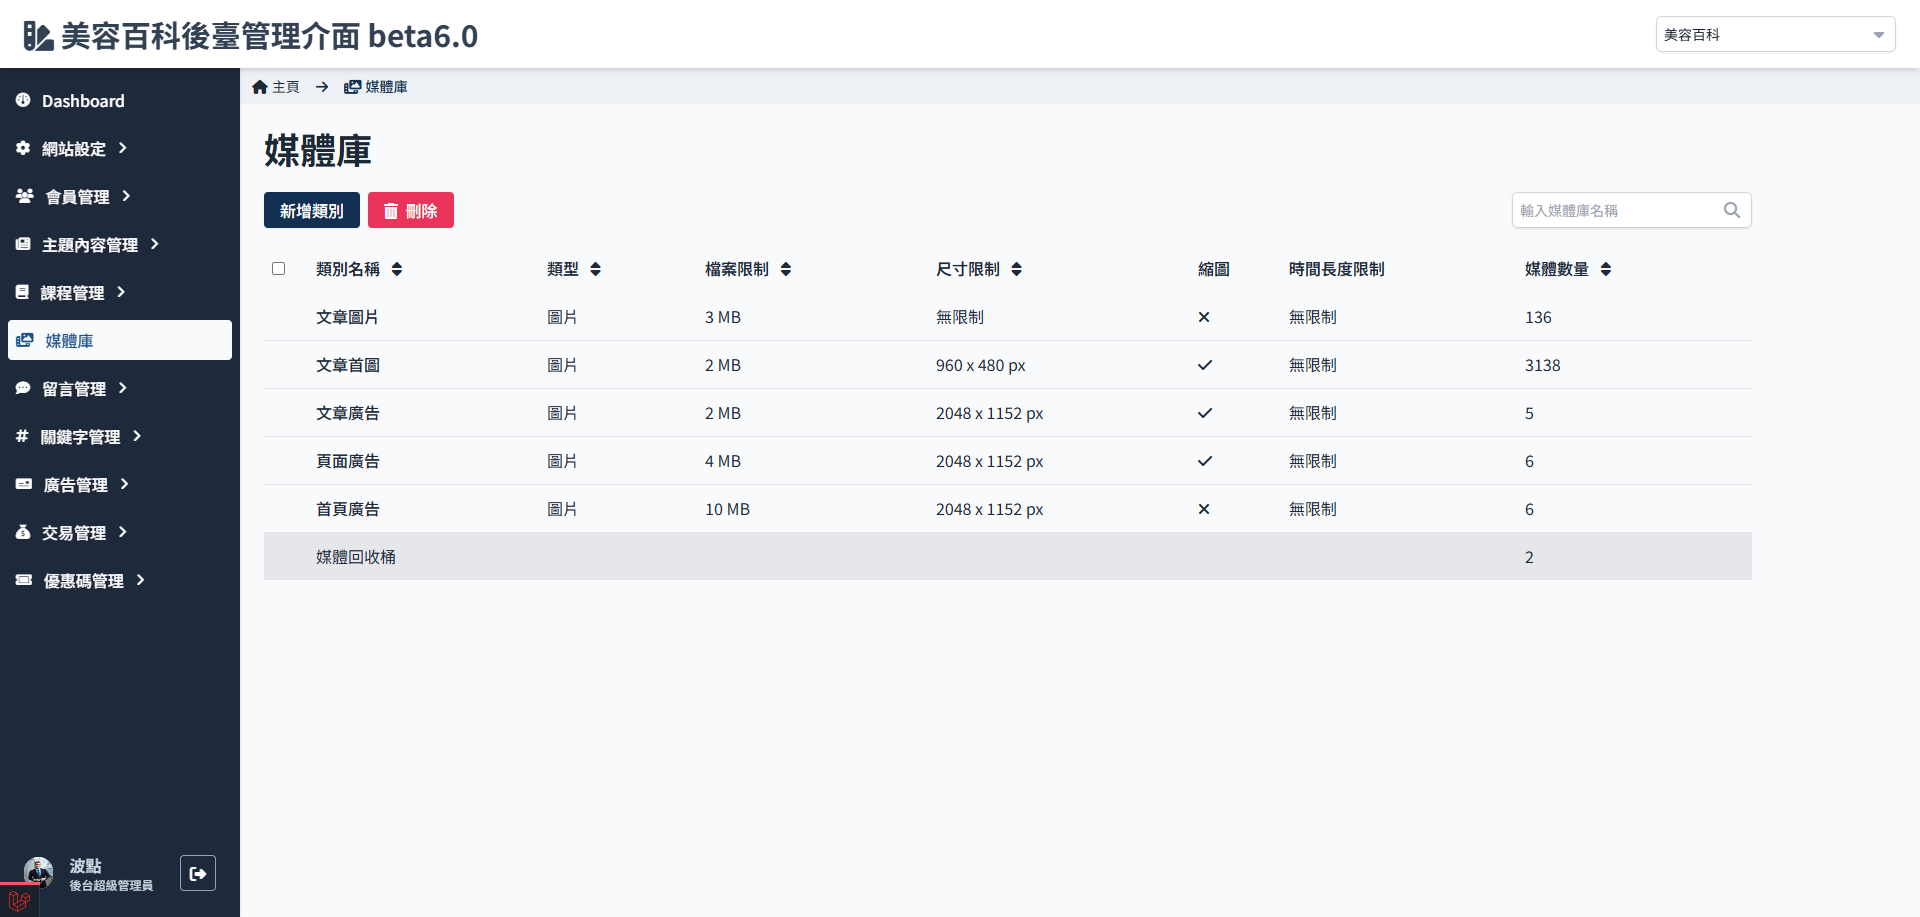 美容百科後臺管理介面 beta6.0
美容百科
Dashboard
網站設定
會員管理
主題內容管理
課程管理
媒體庫
留言管理
關鍵字管理
廣告管理
交易管理
優惠碼管理
波點
後台超級管理員
主頁 → 媒體庫
媒體庫
新增類別 刪除
輸入媒體庫名稱
類別名稱 類型 檔案限制 尺寸限制 縮圖 時間長度限制 媒體數量
文章圖片 圖片 3 MB 無限制 ✕ 無限制 136
文章首圖 圖片 2 MB 960 x 480 px ✓ 無限制 3138
文章廣告 圖片 2 MB 2048 x 1152 px ✓ 無限制 5
頁面廣告 圖片 4 MB 2048 x 1152 px ✓ 無限制 6
首頁廣告 圖片 10 MB 2048 x 1152 px ✕ 無限制 6
媒體回收桶 2